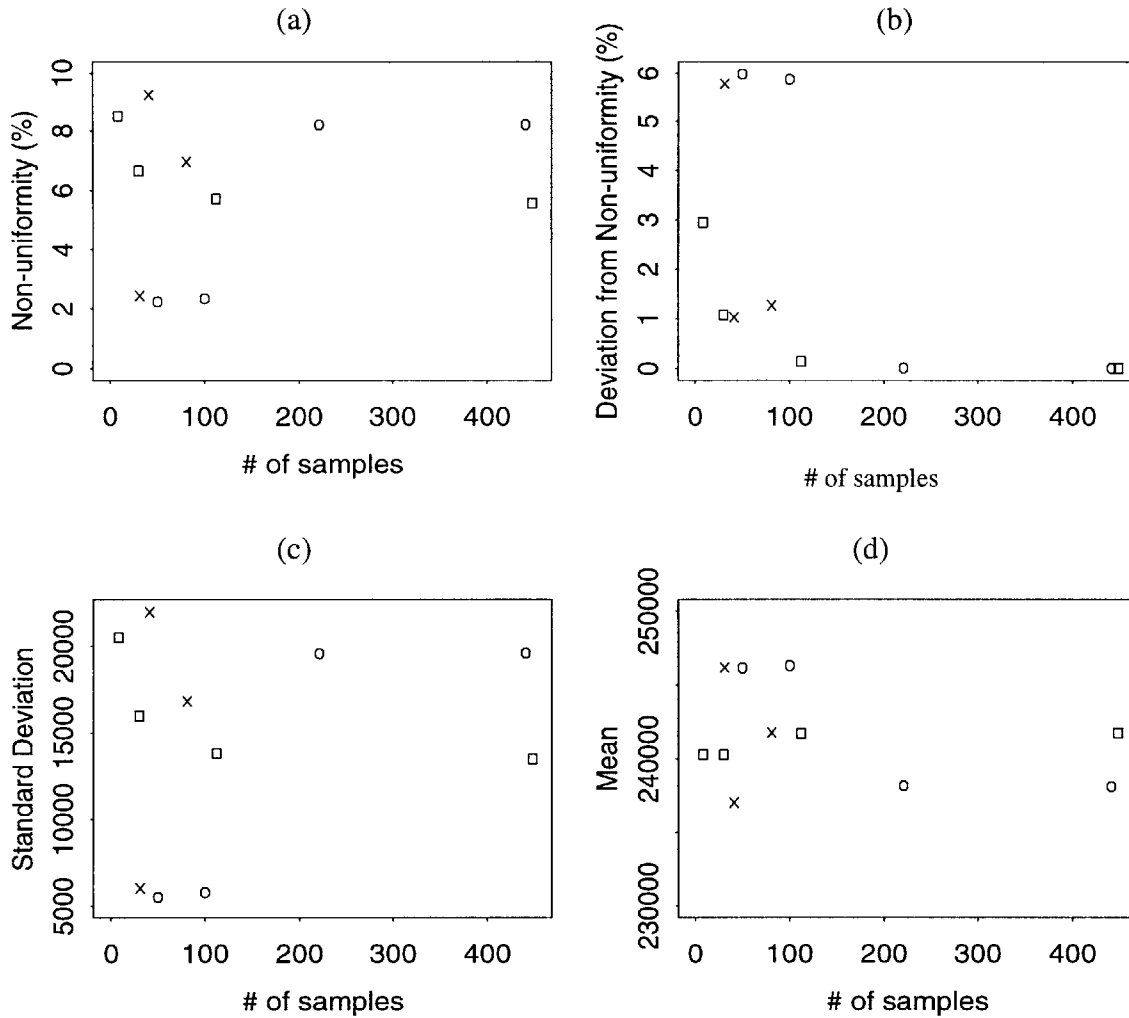 (a)
Non-uniformity (%)
0 2 4 6 8 10
0 100 200 300 400
# of samples
(b)
Deviation from Non-uniformity (%)
0 1 2 3 4 5 6
0 100 200 300 400
# of samples
(c)
Standard Deviation
5000 10000 15000 20000
0 100 200 300 400
# of samples
(d)
Mean
230000 240000 250000
0 100 200 300 400
# of samples